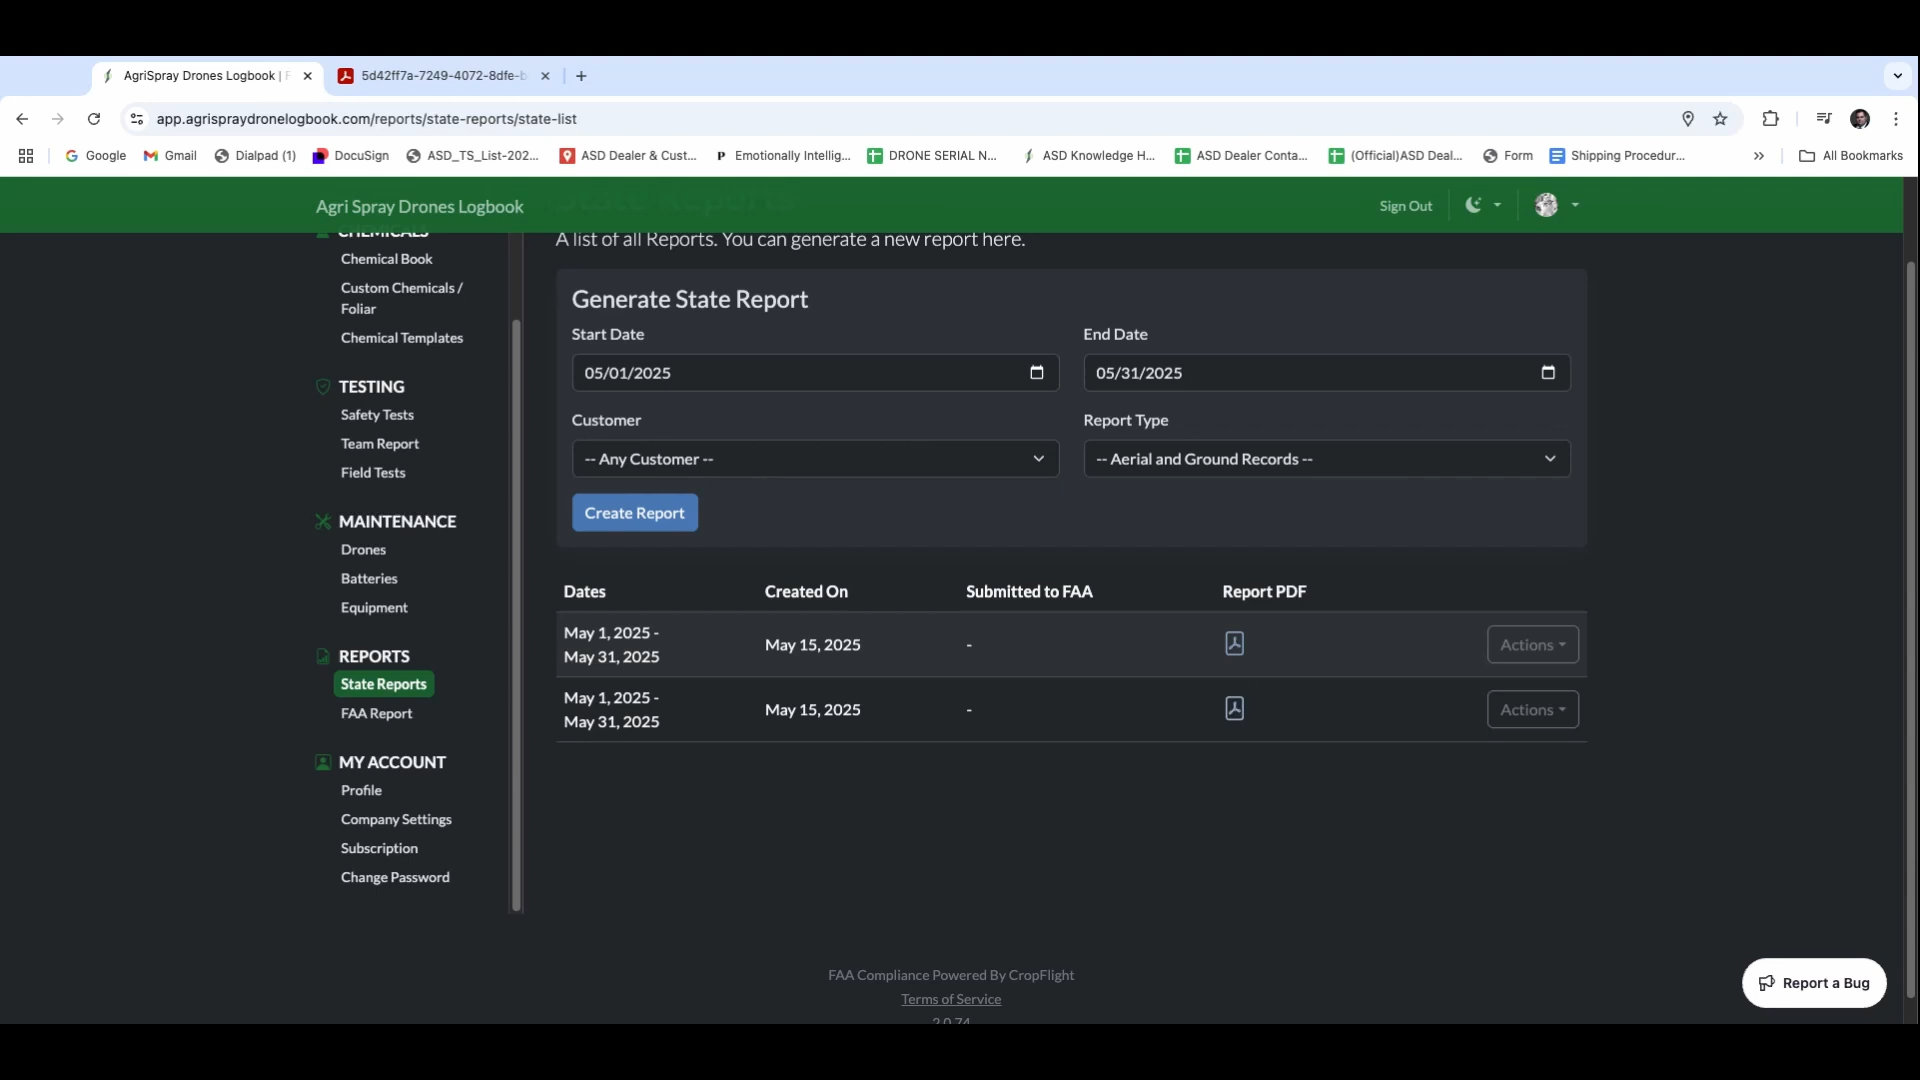 AgriSpray Drones Logbook | F
5d42ff7a-7249-4072-8dfe-b
app.agrispraydronelogbook.com/reports/state-reports/state-list
Google
Gmail
Dialpad (1)
DocuSign
ASD_TS_List-202...
ASD Dealer & Cust...
Emotionally Intellig...
DRONE SERIAL N...
ASD Knowledge H...
ASD Dealer Conta...
(Official)ASD Deal...
Form
Shipping Procedur...
All Bookmarks
Agri Spray Drones Logbook
State Reports
Sign Out
CHEMICALS
Chemical Book
Custom Chemicals /
Foliar
Chemical Templates
TESTING
Safety Tests
Team Report
Field Tests
MAINTENANCE
Drones
Batteries
Equipment
REPORTS
State Reports
FAA Report
MY ACCOUNT
Profile
Company Settings
Subscription
Change Password
A list of all Reports. You can generate a new report here.
Generate State Report
Start Date
End Date
05/01/2025
05/31/2025
Customer
Report Type
-- Any Customer --
-- Aerial and Ground Records --
Create Report
Dates
Created On
Submitted to FAA
Report PDF
May 1, 2025 -
May 31, 2025
May 15, 2025
-
Actions
May 1, 2025 -
May 31, 2025
May 15, 2025
-
Actions
FAA Compliance Powered By CropFlight
Terms of Service
2.0.74
Report a Bug